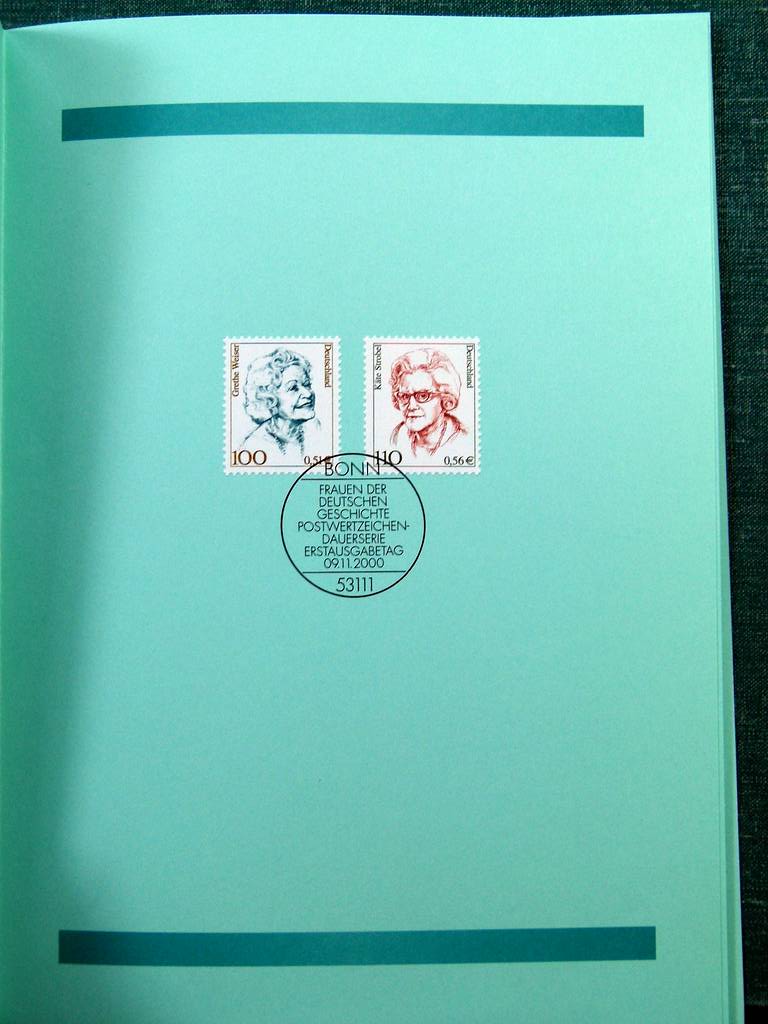 Grethe Weiser
Deutschland
100
0,51€
Käte Strobel
Deutschland
110
0,56€
BONN
FRAUEN DER
DEUTSCHEN
GESCHICHTE
POSTWERTZEICHEN-
DAUERSERIE
ERSTAUSGABETAG
09.11.2000
53111